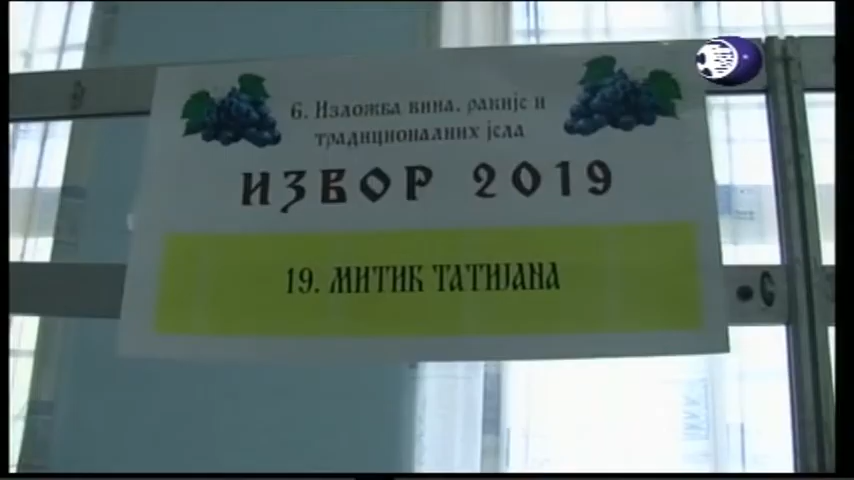 6. Изложба вина, ракије и
традиционалних јела
ИЗВОР 2019
19. МИТИЋ ТАТИЈАНА